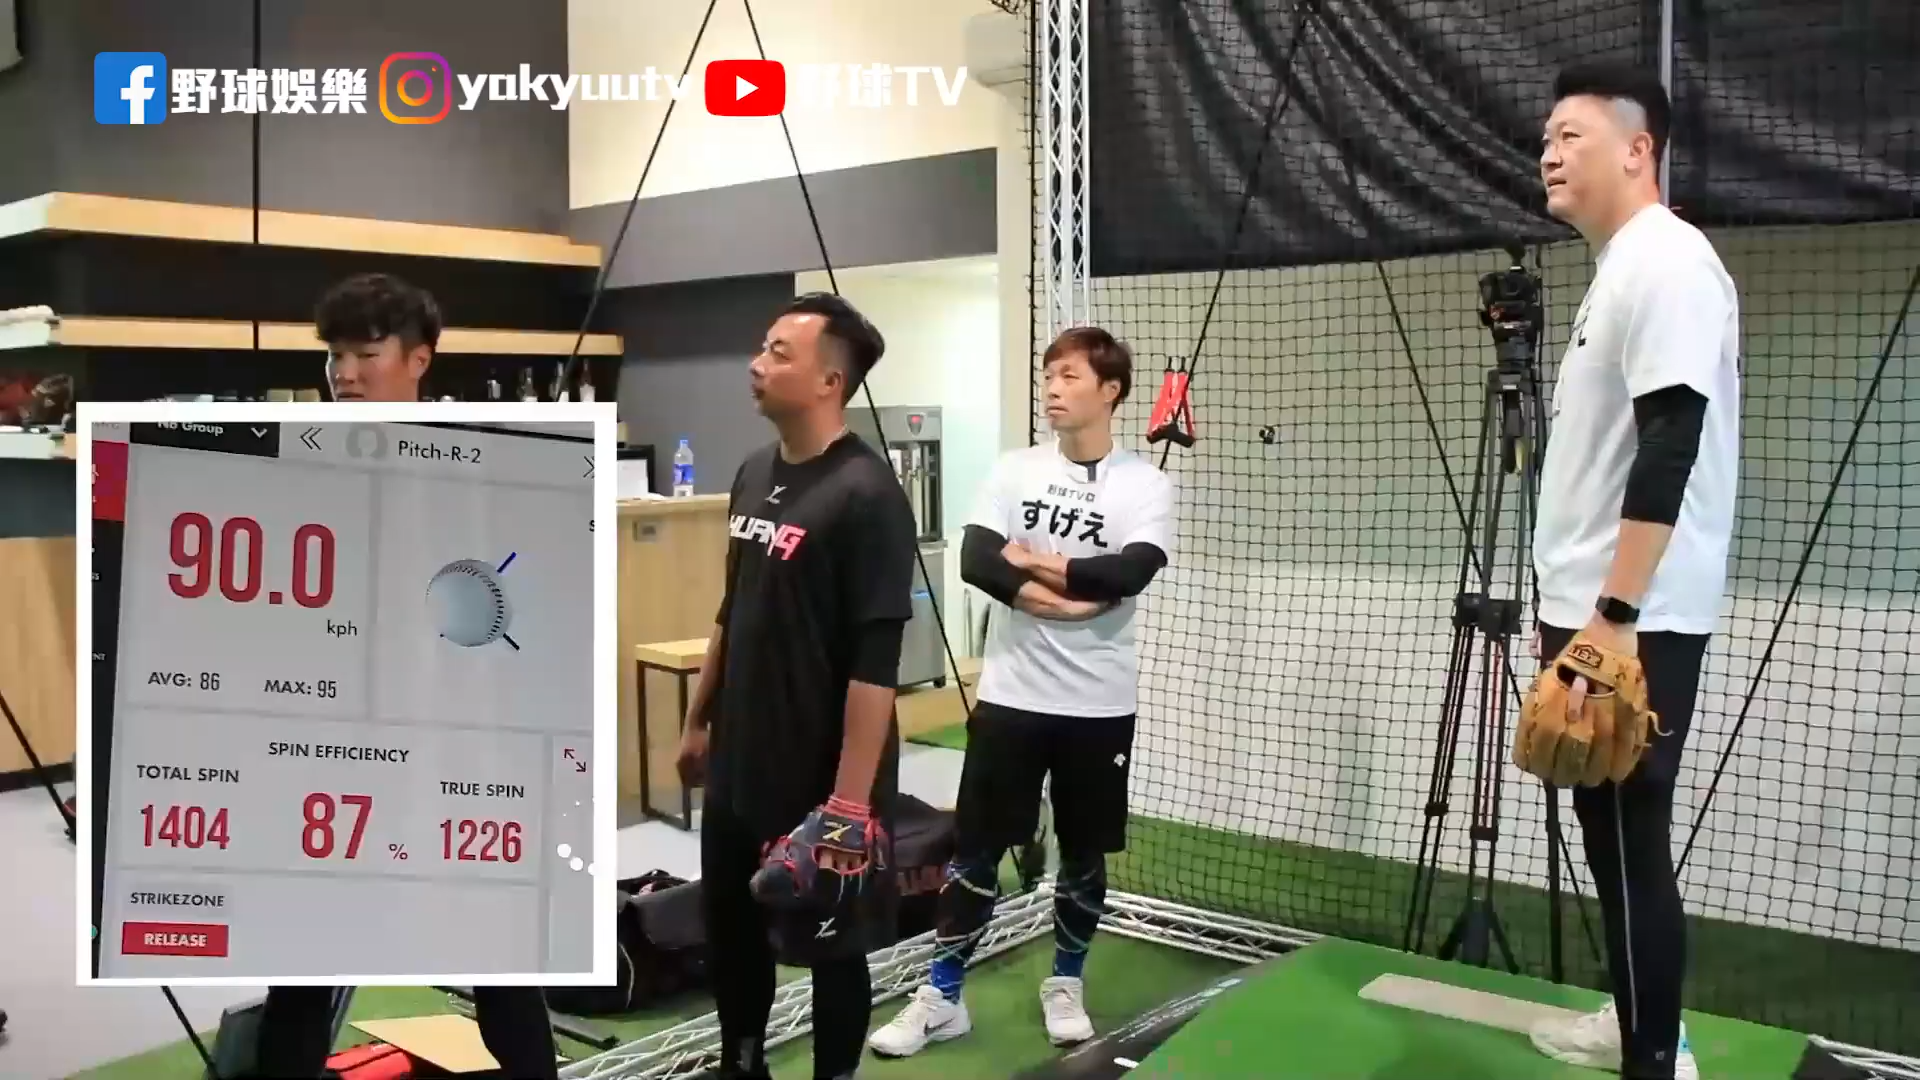 野球娛樂 yakyuutv 野球TV
No Group
Pitch-R-2
90.0
kph
AVG: 86 MAX: 95
SPIN EFFICIENCY
TOTAL SPIN
TRUE SPIN
1404 87 % 1226
STRIKEZONE
RELEASE
HUANG
野球TVロ
すげえ